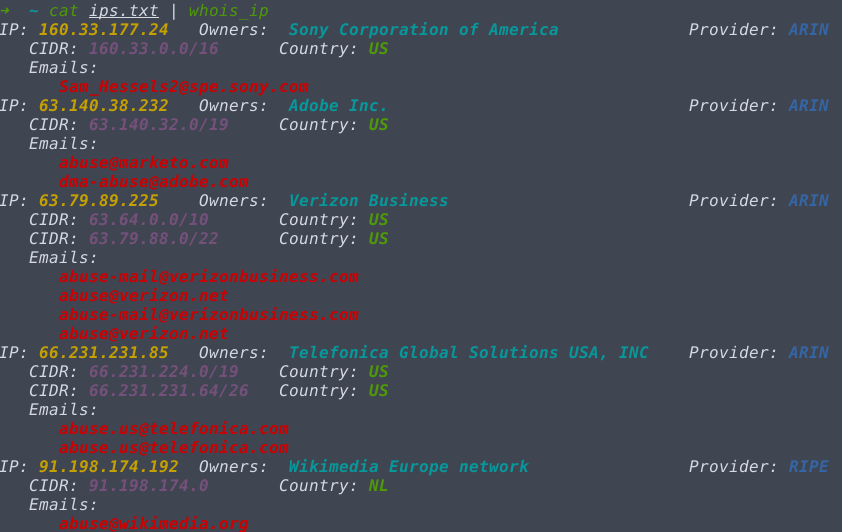 → ~ cat ips.txt | whois_ip
IP: 160.33.177.24 Owners: Sony Corporation of America Provider: ARIN
CIDR: 160.33.0.0/16 Country: US
Emails:
Sam_Nessels2@spe.sony.com
IP: 63.140.38.232 Owners: Adobe Inc. Provider: ARIN
CIDR: 63.140.32.0/19 Country: US
Emails:
abuse@marketo.com
dma-abuse@adobe.com
IP: 63.79.89.225 Owners: Verizon Business Provider: ARIN
CIDR: 63.64.0.0/10 Country: US
CIDR: 63.79.88.0/22 Country: US
Emails:
abuse-mail@verizonbusiness.com
abuse@verizon.net
abuse-mail@verizonbusiness.com
abuse@verizon.net
IP: 66.231.231.85 Owners: Telefonica Global Solutions USA, INC Provider: ARIN
CIDR: 66.231.224.0/19 Country: US
CIDR: 66.231.231.64/26 Country: US
Emails:
abuse.us@telefonica.com
abuse.us@telefonica.com
IP: 91.198.174.192 Owners: Wikimedia Europe network Provider: RIPE
CIDR: 91.198.174.0 Country: NL
Emails:
abuse@wikimedia.org